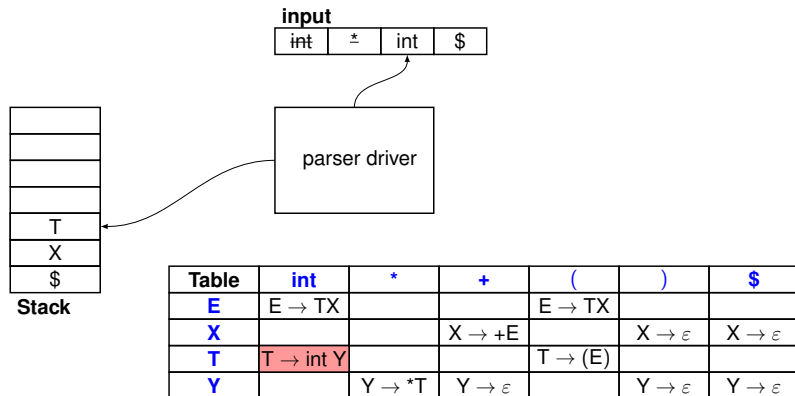 input
int * int $
parser driver
T
X
$
Stack
Table int * + ( ) $
E E → TX E → TX
X X → +E X → ε X → ε
T T → int Y T → (E)
Y Y → *T Y → ε Y → ε Y → ε